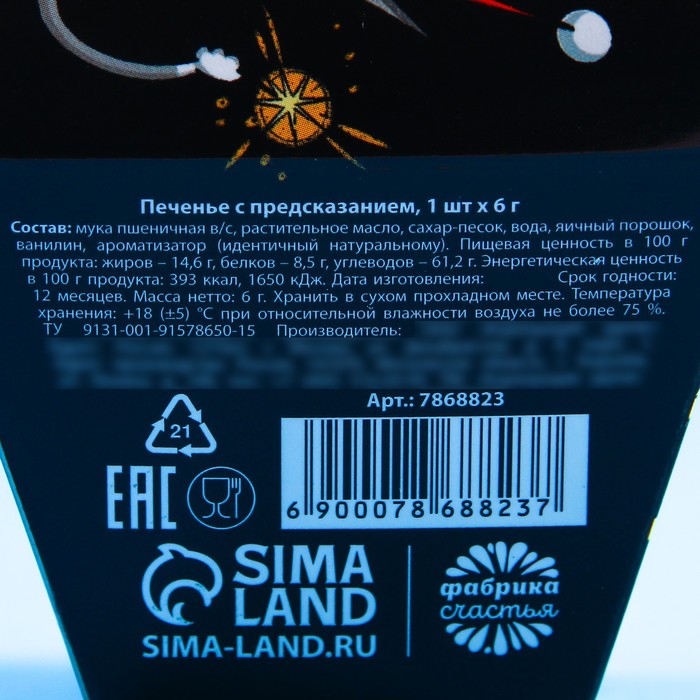 Печенье с предсказанием, 1 шт х 6 г
Состав: мука пшеничная в/с, растительное масло, сахар-песок, вода, яичный порошок,
ванилин, ароматизатор (идентичный натуральному). Пищевая ценность в 100 г
продукта: жиров – 14,6 г, белков – 8,5 г, углеводов – 61,2 г. Энергетическая ценность
в 100 г продукта: 393 ккал, 1650 кДж. Дата изготовления: Срок годности:
12 месяцев. Масса нетто: 6 г. Хранить в сухом прохладном месте. Температура
хранения: +18 (±5) °С при относительной влажности воздуха не более 75 %.
ТУ 9131-001-91578650-15 Производитель:
Арт.: 7868823
21
EAC
6 900078 688237
SIMA
LAND
SIMA-LAND.RU
фабрика
счастья